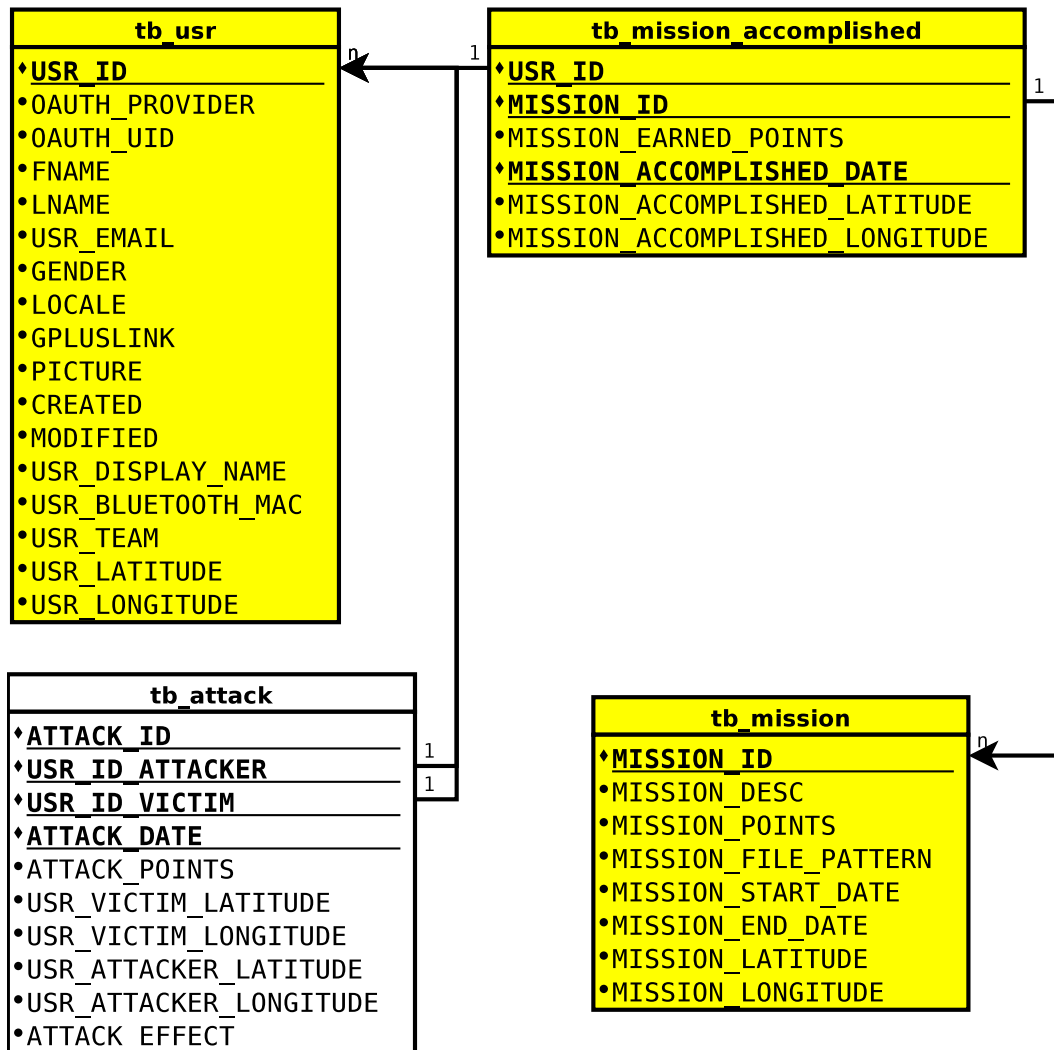 tb_usr
n
USR_ID
OAUTH_PROVIDER
OAUTH_UID
FNAME
LNAME
USR_EMAIL
GENDER
LOCALE
GPLUSLINK
PICTURE
CREATED
MODIFIED
USR_DISPLAY_NAME
USR_BLUETOOTH_MAC
USR_TEAM
USR_LATITUDE
USR_LONGITUDE
tb_mission_accomplished
1
USR_ID
MISSION_ID
1
MISSION_EARNED_POINTS
MISSION_ACCOMPLISHED_DATE
MISSION_ACCOMPLISHED_LATITUDE
MISSION_ACCOMPLISHED_LONGITUDE
tb_attack
ATTACK_ID
1
USR_ID_ATTACKER
1
USR_ID_VICTIM
ATTACK_DATE
ATTACK_POINTS
USR_VICTIM_LATITUDE
USR_VICTIM_LONGITUDE
USR_ATTACKER_LATITUDE
USR_ATTACKER_LONGITUDE
ATTACK_EFFECT
tb_mission
n
MISSION_ID
MISSION_DESC
MISSION_POINTS
MISSION_FILE_PATTERN
MISSION_START_DATE
MISSION_END_DATE
MISSION_LATITUDE
MISSION_LONGITUDE